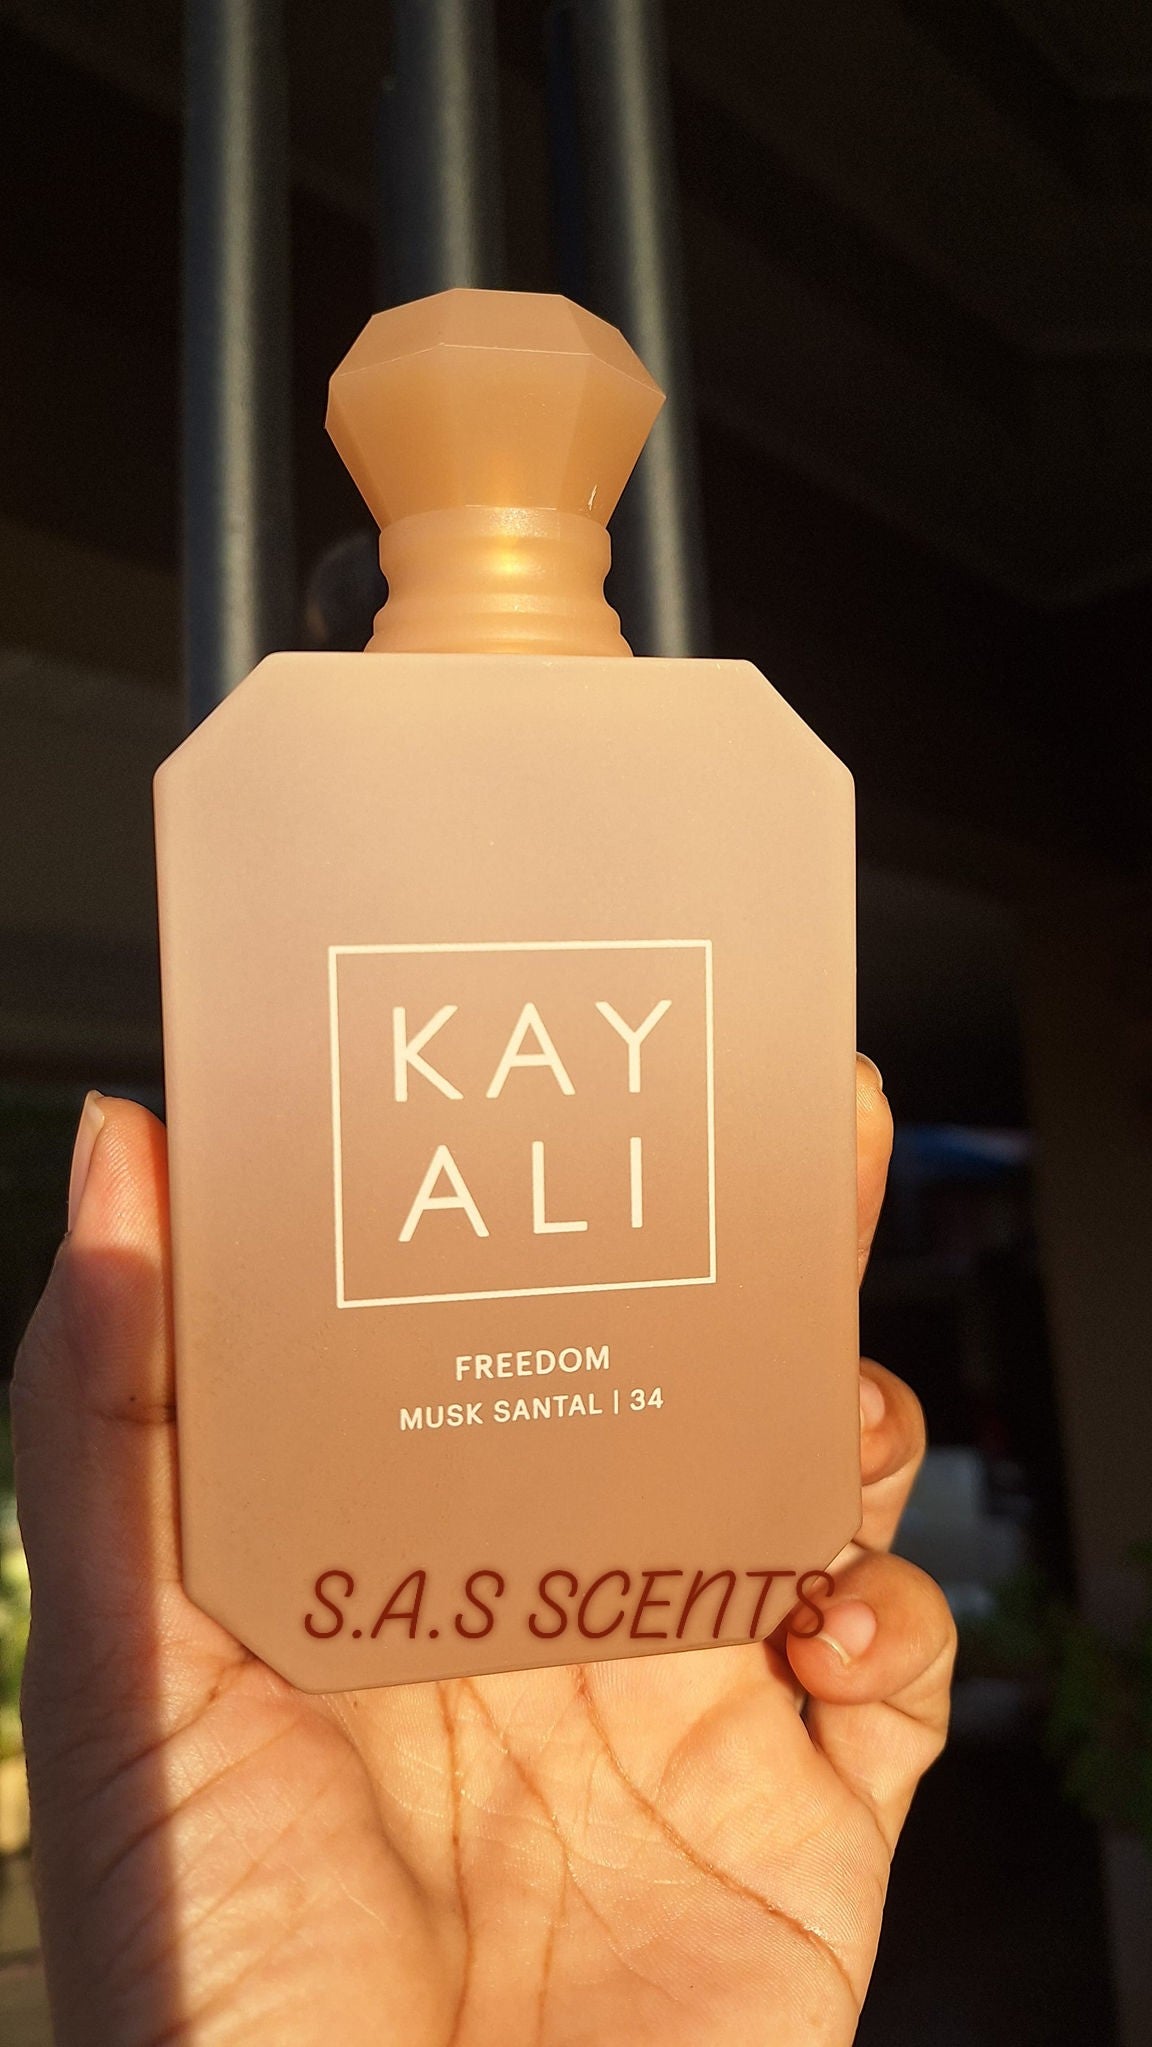 KAY
ALI
FREEDOM
MUSK SANTAL | 34
S.A.S SCENTS